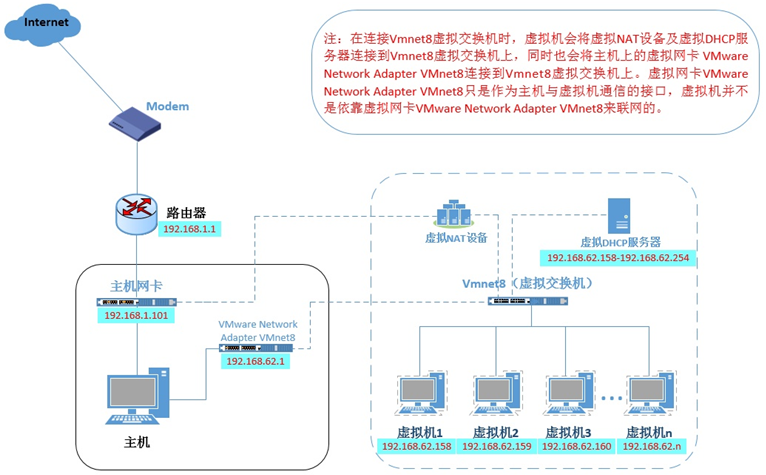 Internet
注：在连接Vmnet8虚拟交换机时，虚拟机会将虚拟NAT设备及虚拟DHCP服
务器连接到Vmnet8虚拟交换机上，同时也会将主机上的虚拟网卡 VMware
Network Adapter VMnet8连接到Vmnet8虚拟交换机上。虚拟网卡VMware
Network Adapter VMnet8只是作为主机与虚拟机通信的接口，虚拟机并不
是依靠虚拟网卡VMware Network Adapter VMnet8来联网的。
Modem
路由器
192.168.1.1
虚拟NAT设备
虚拟DHCP服务器
192.168.62.158-192.168.62.254
主机网卡
192.168.1.101
Vmnet8（虚拟交换机）
VMware Network
Adapter VMnet8
192.168.62.1
主机
虚拟机1
192.168.62.158
虚拟机2
192.168.62.159
虚拟机3
192.168.62.160
虚拟机n
192.168.62.n